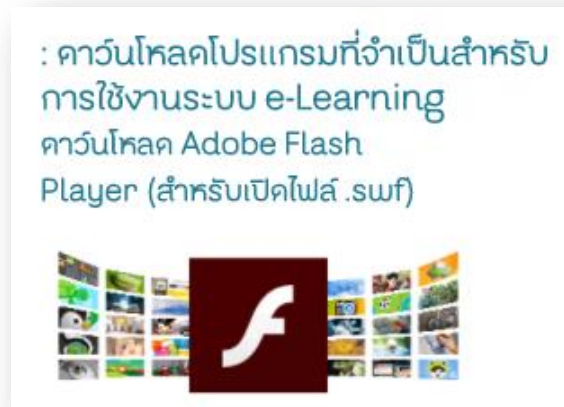 : ดาวน์โหลดโปรแกรมที่จำเป็นสำหรับ
การใช้งานระบบ e-Learning
ดาวน์โหลด Adobe Flash
Player (สำหรับเปิดไฟล์ .swf)